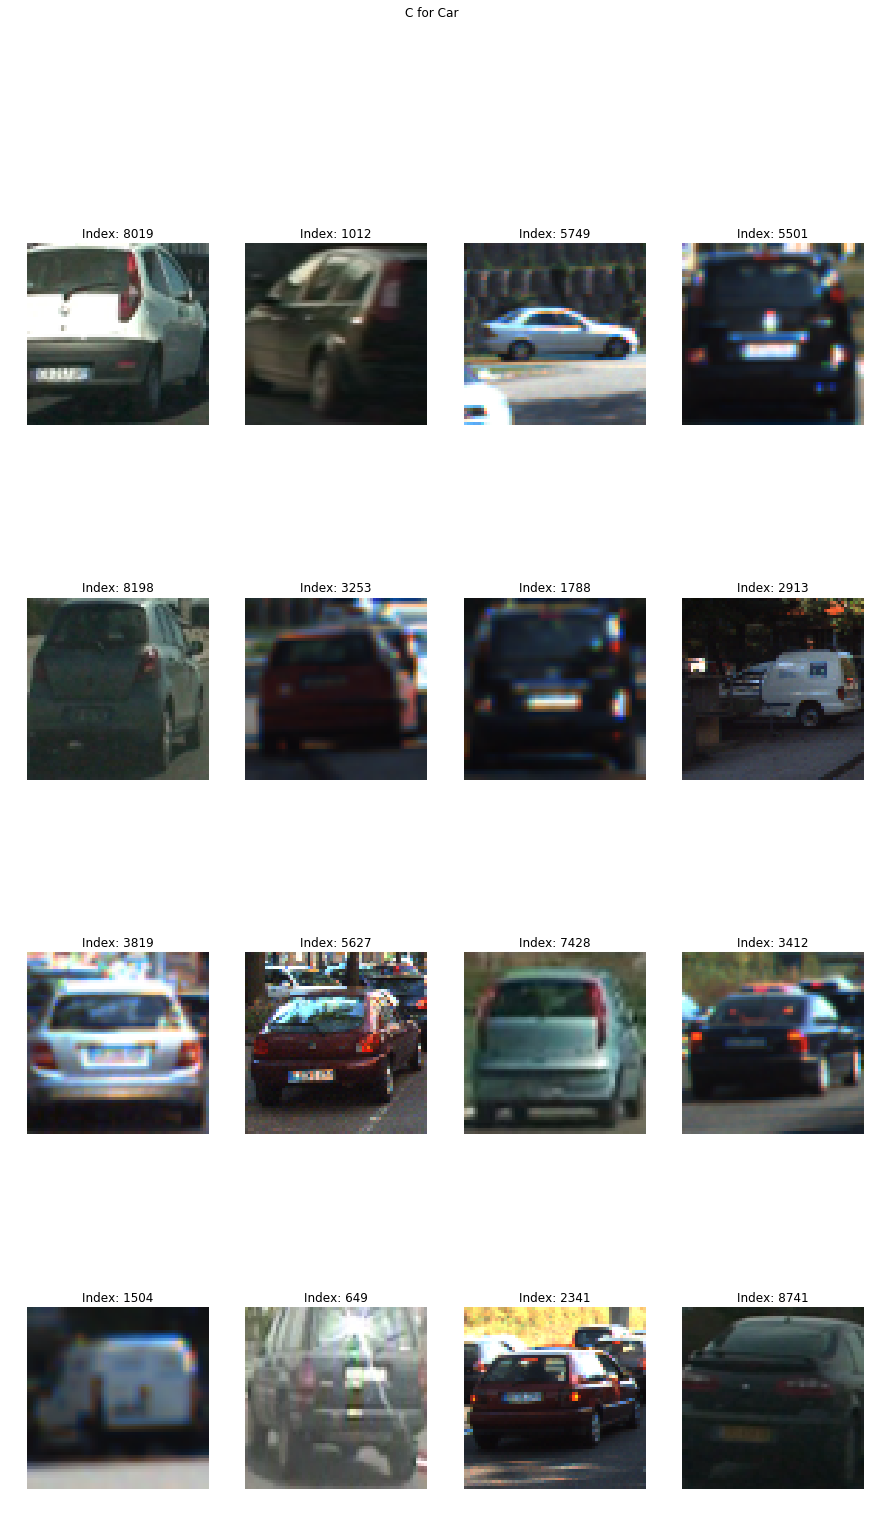 C for Car
Index: 8019
Index: 1012
Index: 5749
Index: 5501
Index: 8198
Index: 3253
Index: 1788
Index: 2913
Index: 3819
Index: 5627
Index: 7428
Index: 3412
Index: 1504
Index: 649
Index: 2341
Index: 8741